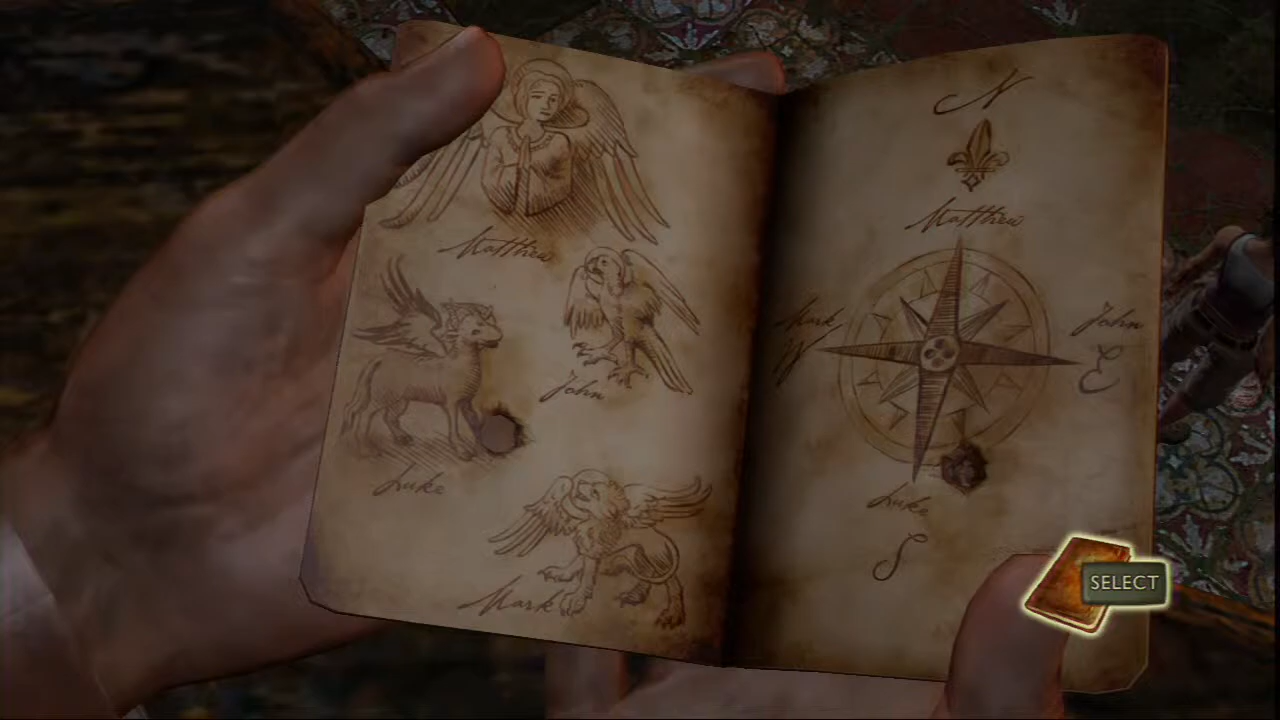 Matthew
John
Luke
Mark
N
Matthew
Mark
W
John
E
Luke
S
SELECT